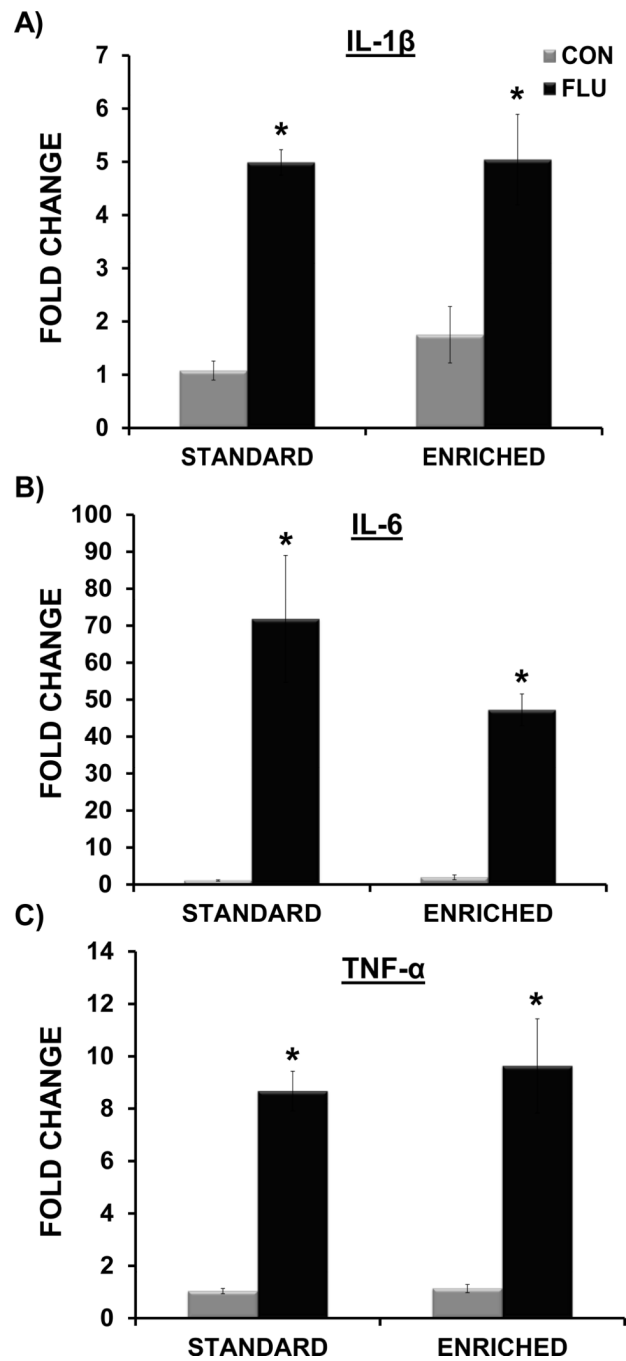 A)
IL-1β
CON
FLU
FOLD CHANGE
7
6
5
4
3
2
1
0
*
*
STANDARD ENRICHED
B)
IL-6
FOLD CHANGE
100
90
80
70
60
50
40
30
20
10
0
*
*
STANDARD ENRICHED
C)
TNF-α
FOLD CHANGE
14
12
10
8
6
4
2
0
*
*
STANDARD ENRICHED